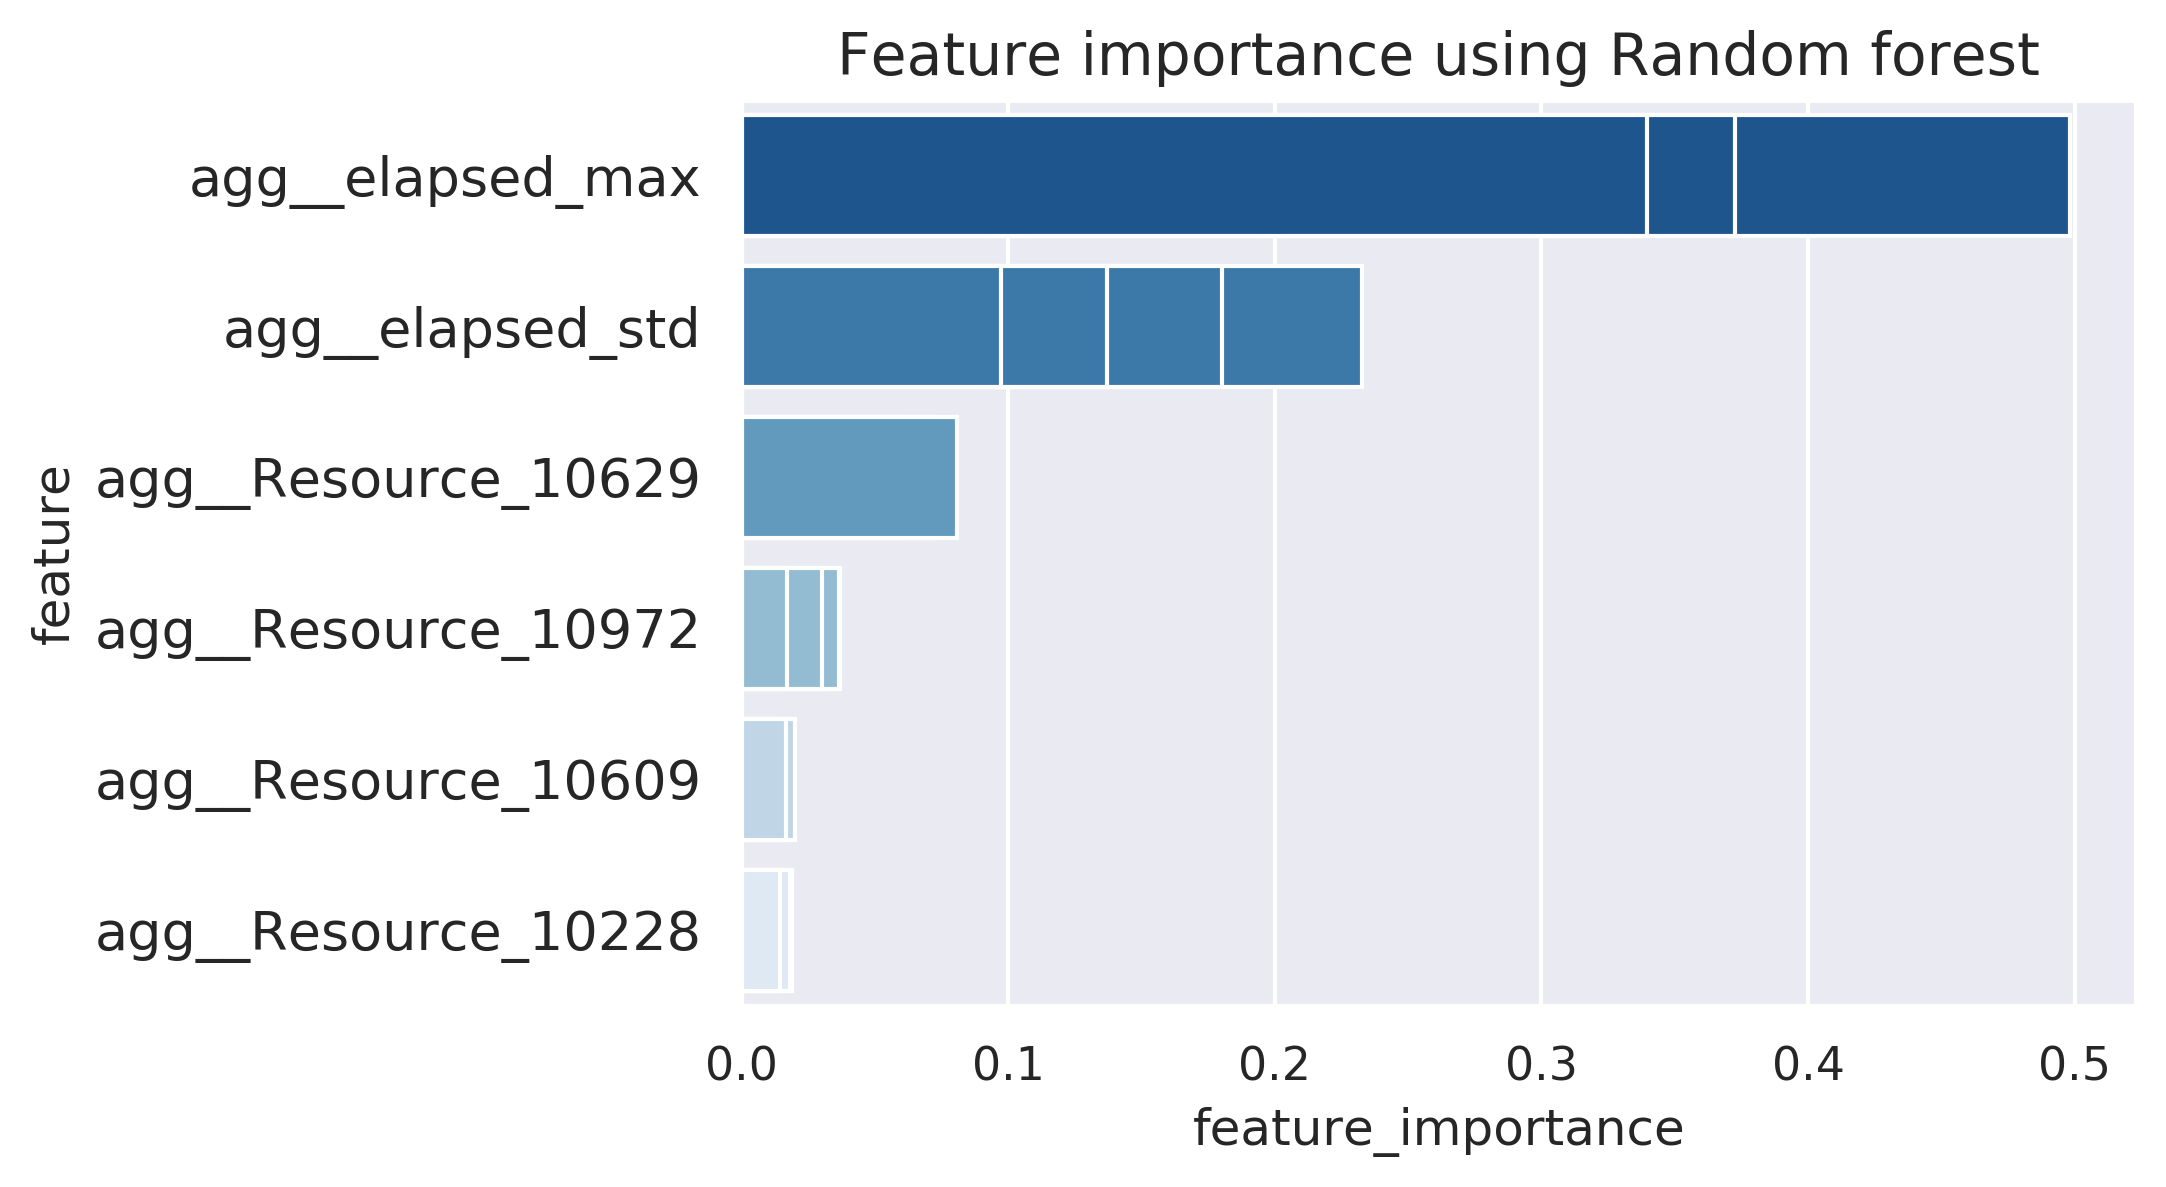 Feature importance using Random forest
agg__elapsed_max
agg__elapsed_std
agg__Resource_10629
agg__Resource_10972
agg__Resource_10609
agg__Resource_10228
feature
0.0 0.1 0.2 0.3 0.4 0.5
feature_importance